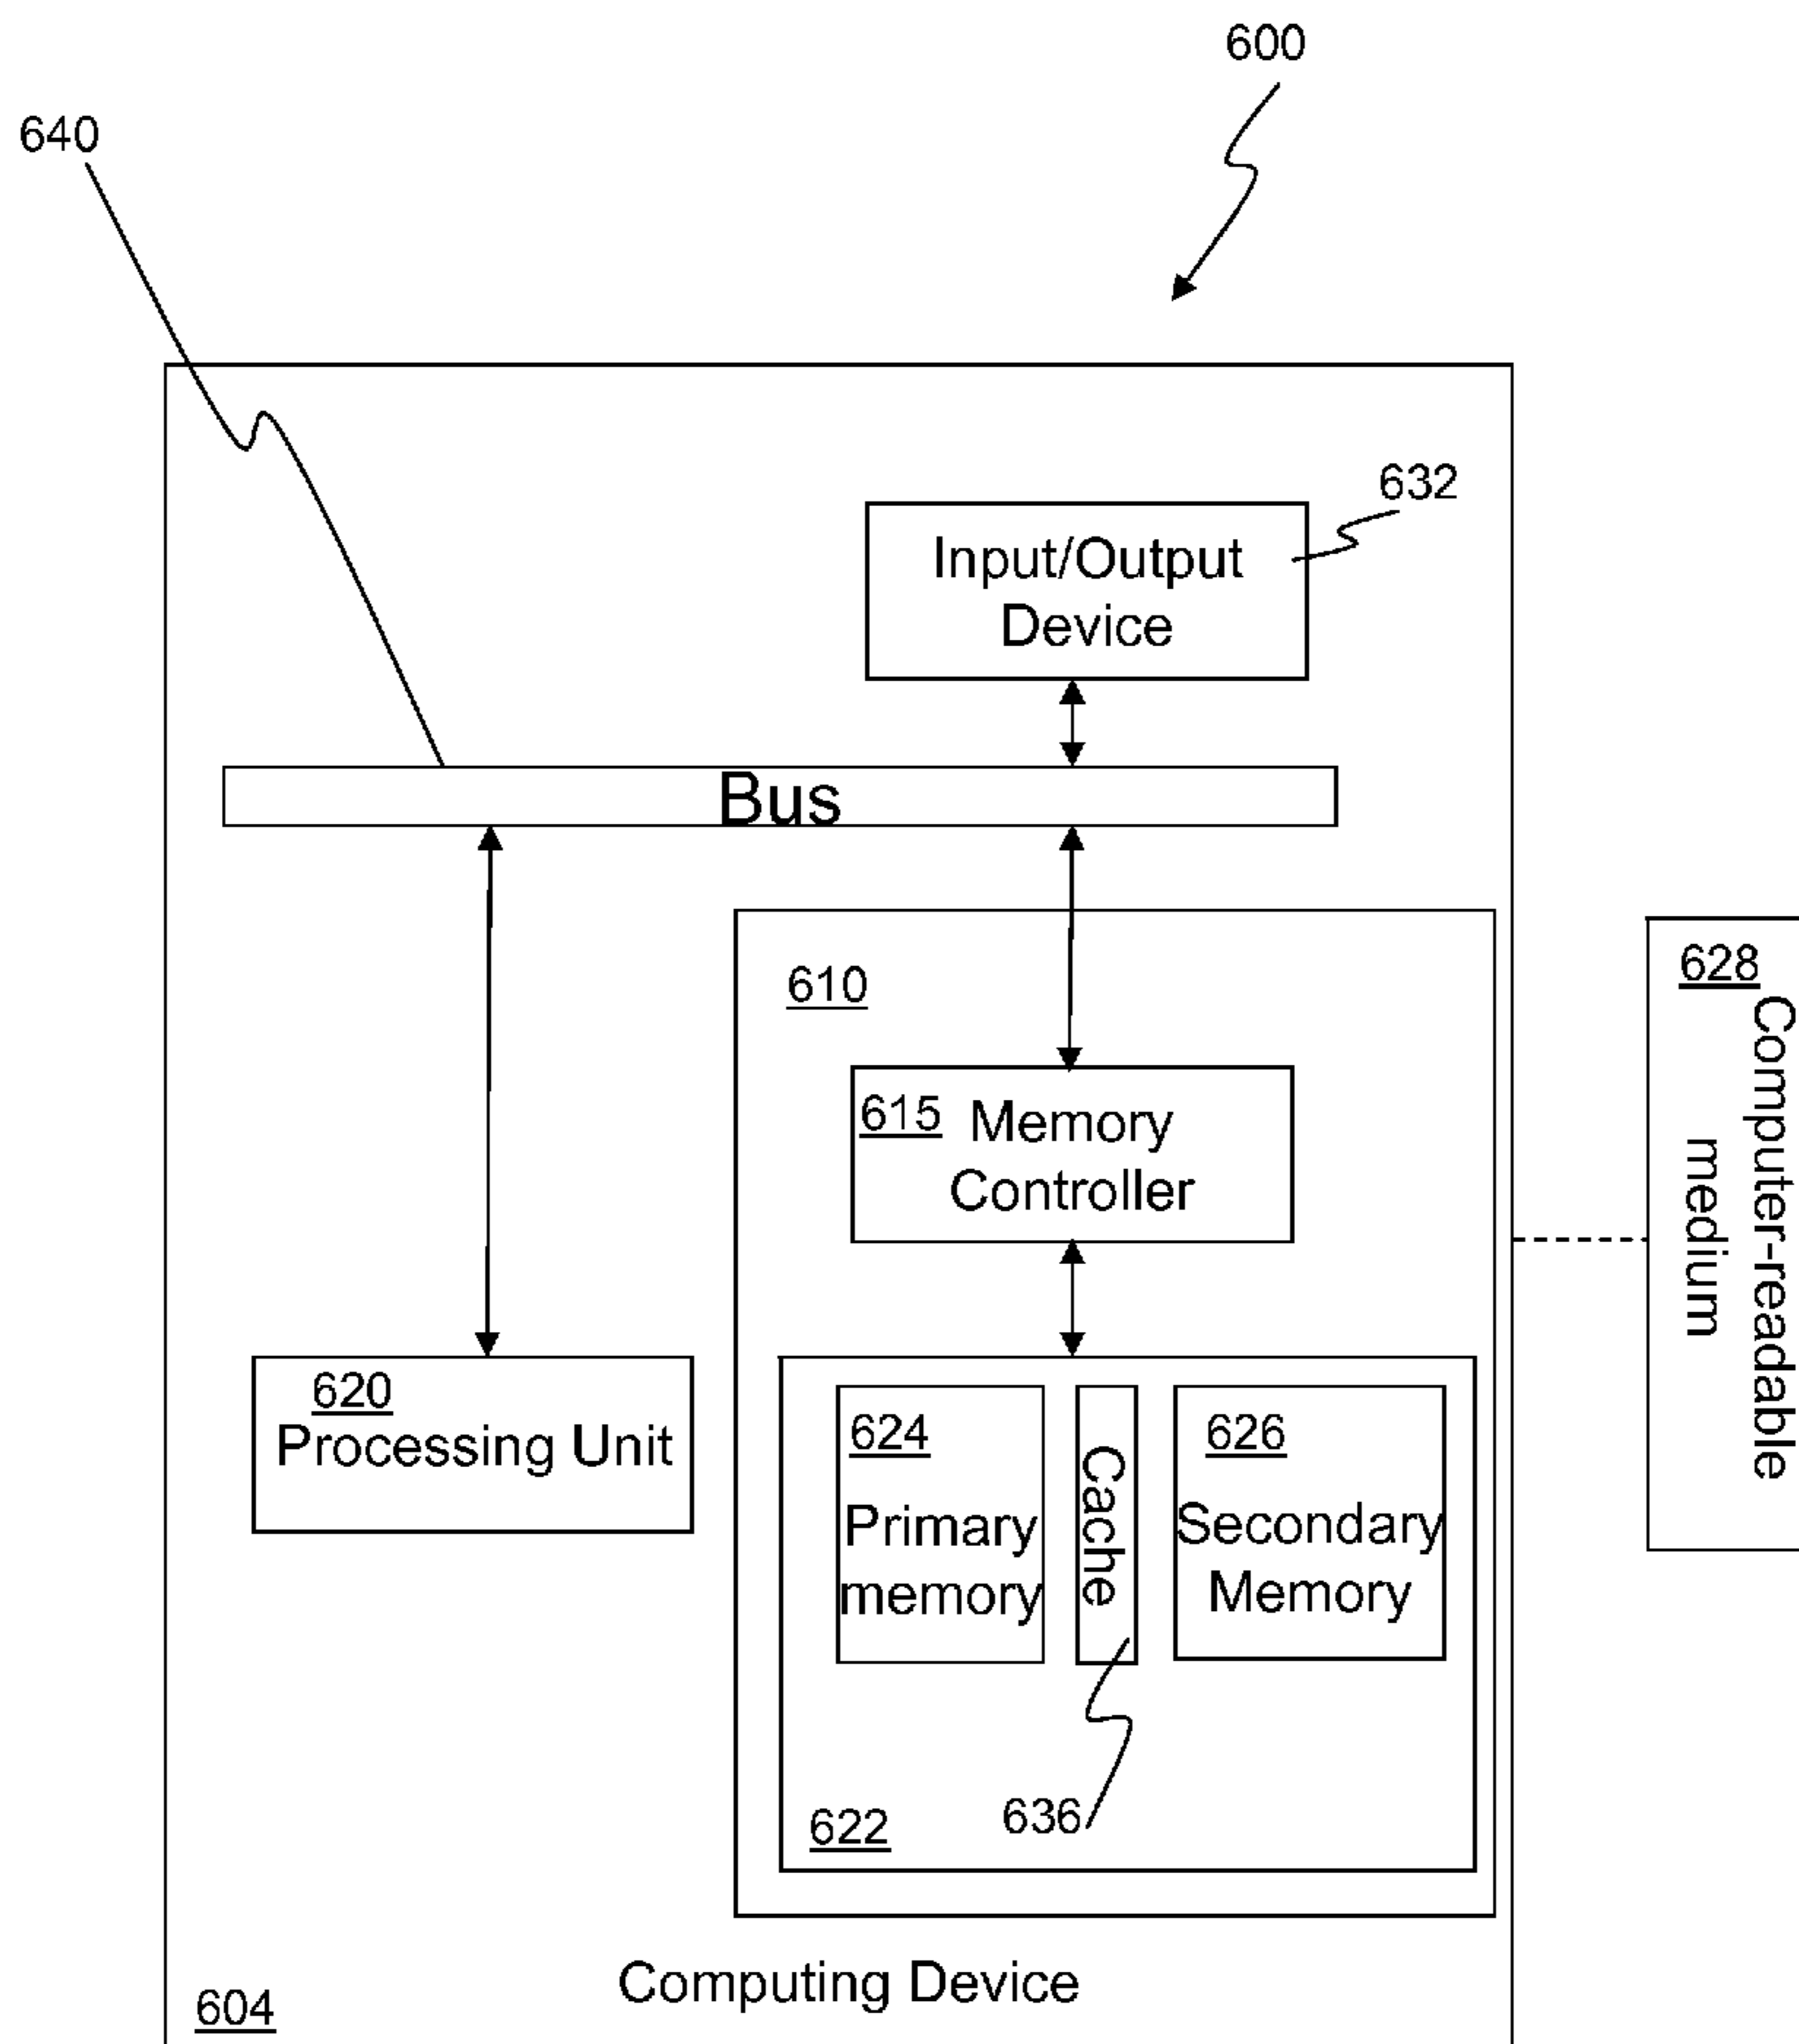 600
640
632
Input/Output
Device
Bus
610
628
Computer-readable
medium
615 Memory
Controller
620
Processing Unit
624
Primary
memory
Cache
626
Secondary
Memory
636
622
Computing Device
604